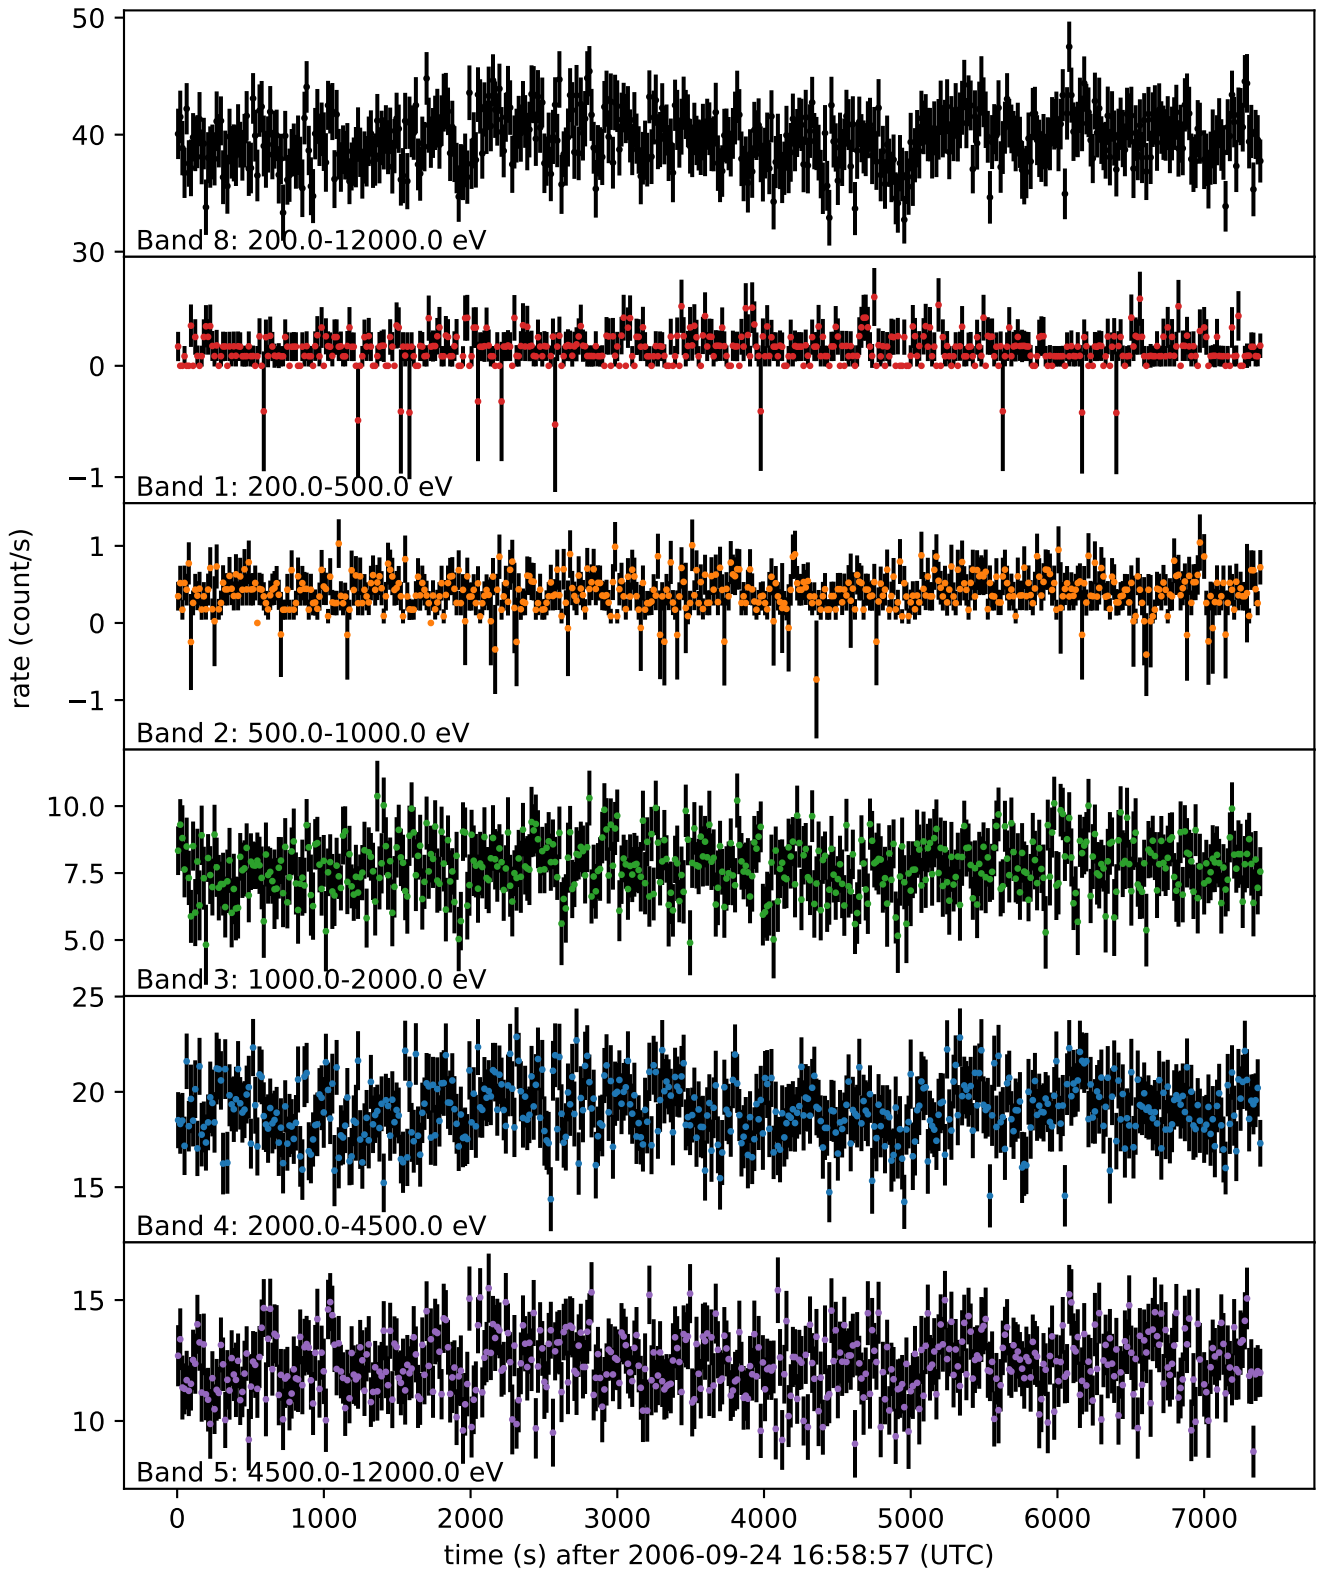 50
40
30
Band 8: 200.0-12000.0 eV
0
−1
Band 1: 200.0-500.0 eV
rate (count/s)
1
0
−1
Band 2: 500.0-1000.0 eV
10.0
7.5
5.0
Band 3: 1000.0-2000.0 eV
25
20
15
Band 4: 2000.0-4500.0 eV
15
10
Band 5: 4500.0-12000.0 eV
0 1000 2000 3000 4000 5000 6000 7000
time (s) after 2006-09-24 16:58:57 (UTC)